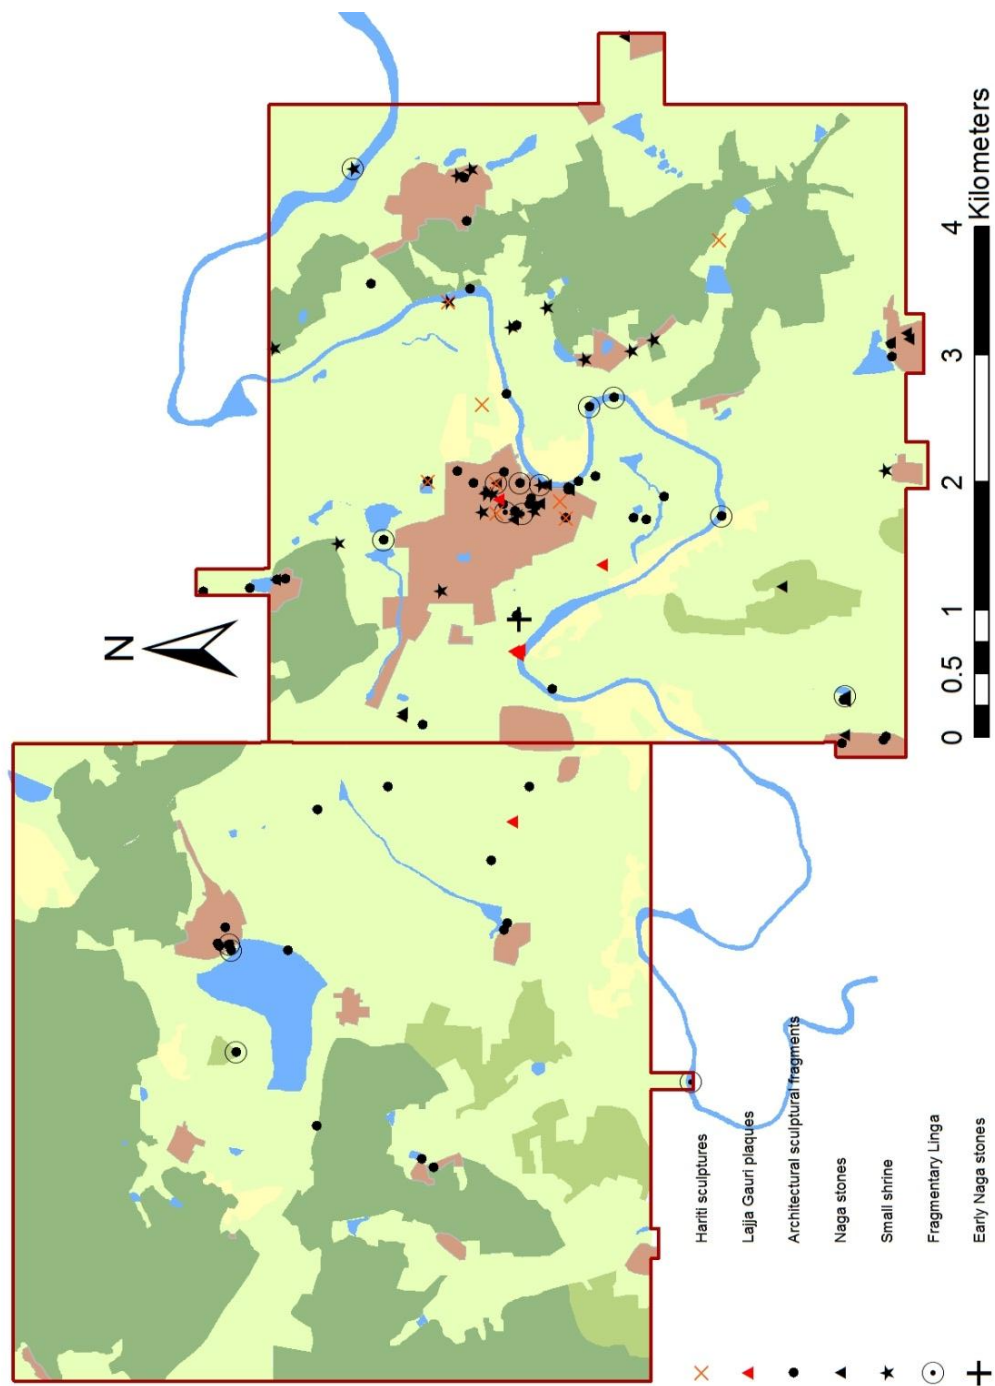 N
0 0.5 1 2 3 4
Kilometers
Hariti sculptures
Lajja Gauri plaques
Architectural sculptural fragments
Naga stones
Small shrine
Fragmentary Linga
Early Naga stones